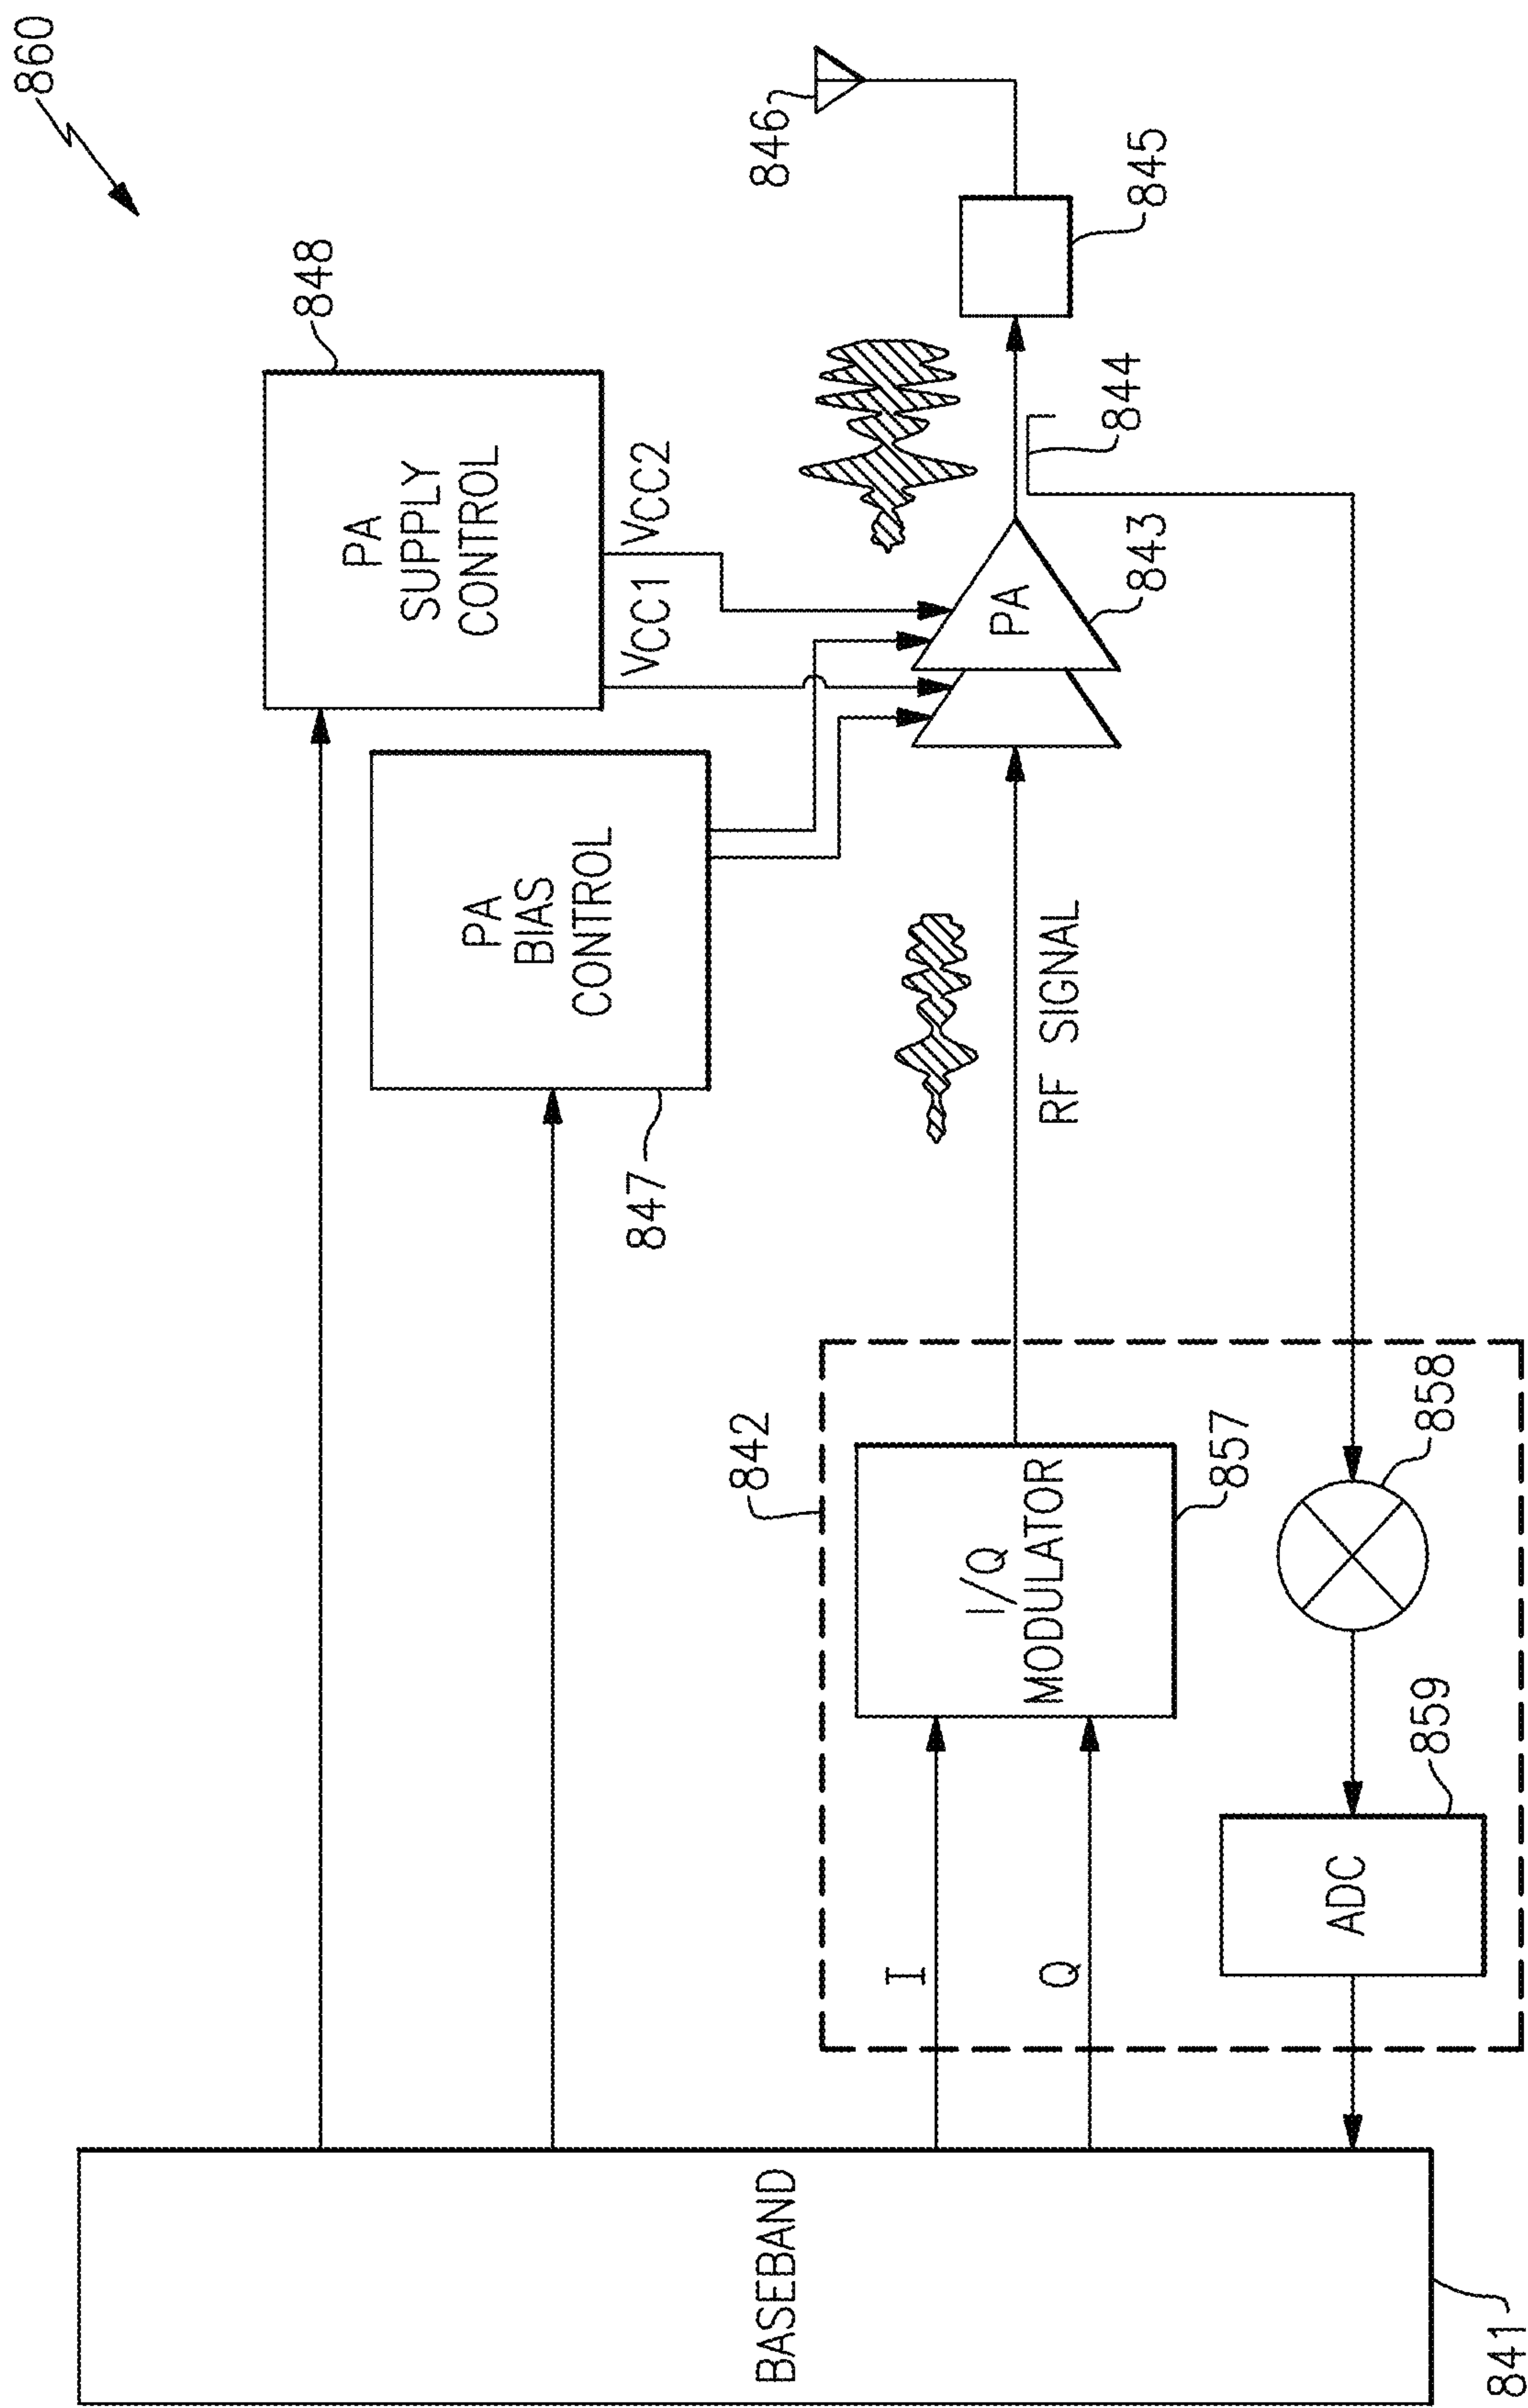 860
848
PA
SUPPLY
CONTROL
VCC1
VCC2
PA
BIAS
CONTROL
847
846
845
844
PA
843
RF SIGNAL
842
I/Q
MODULATOR
857
I
Q
858
ADC
859
BASEBAND
841